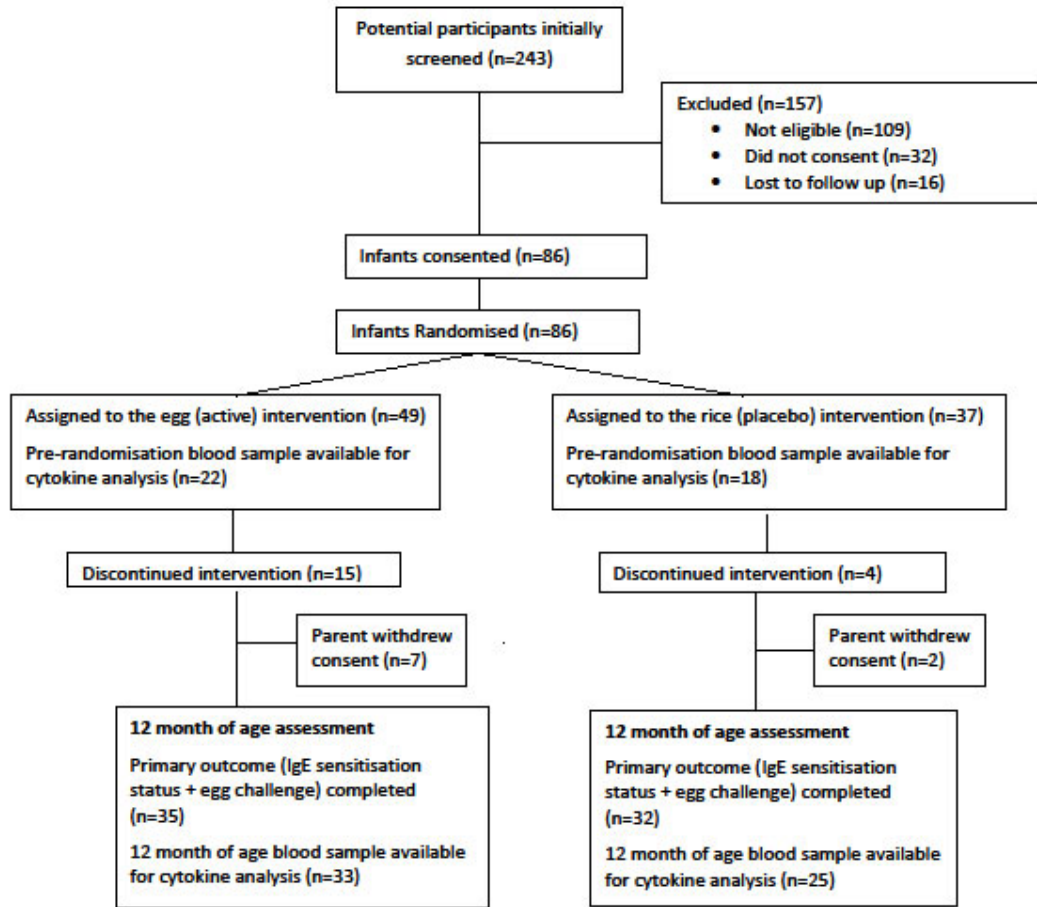 Potential participants initially
screened (n=243)
Excluded (n=157)
• Not eligible (n=109)
• Did not consent (n=32)
• Lost to follow up (n=16)
Infants consented (n=86)
Infants Randomised (n=86)
Assigned to the egg (active) intervention (n=49)
Pre-randomisation blood sample available for
cytokine analysis (n=22)
Assigned to the rice (placebo) intervention (n=37)
Pre-randomisation blood sample available for
cytokine analysis (n=18)
Discontinued intervention (n=15)
Discontinued intervention (n=4)
Parent withdrew
consent (n=7)
Parent withdrew
consent (n=2)
12 month of age assessment
Primary outcome (IgE sensitisation
status + egg challenge) completed
(n=35)
12 month of age blood sample available
for cytokine analysis (n=33)
12 month of age assessment
Primary outcome (IgE sensitisation
status + egg challenge) completed
(n=32)
12 month of age blood sample available
for cytokine analysis (n=25)